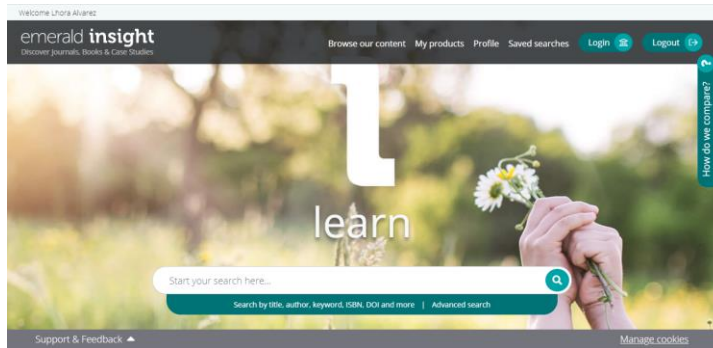 Welcome Lhora Alvarez
emerald insight
Discover Journals, Books & Case Studies
Browse our content My products Profile Saved searches Login Logout
How do we compare? ?
learn
Start your search here...
Search by title, author, keyword, ISBN, DOI and more | Advanced search
Support & Feedback Manage cookies